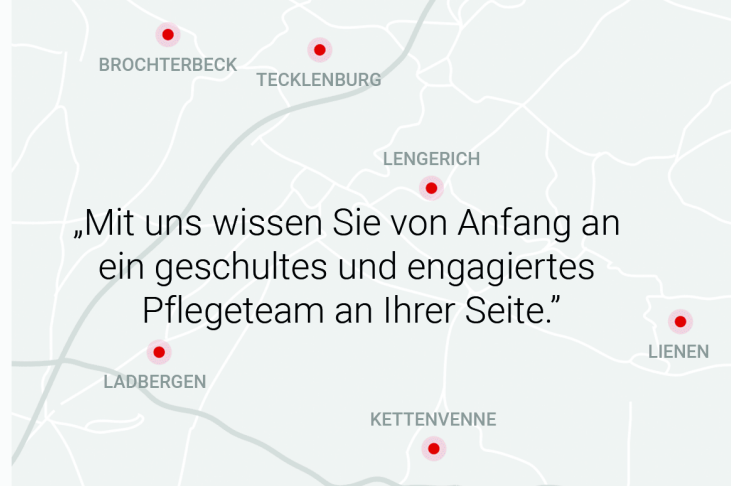 BROCHTERBECK
TECKLENBURG
LENGERICH
„Mit uns wissen Sie von Anfang an
ein geschultes und engagiertes
Pflegeteam an Ihrer Seite.”
LIENEN
LADBERGEN
KETTENVENNE